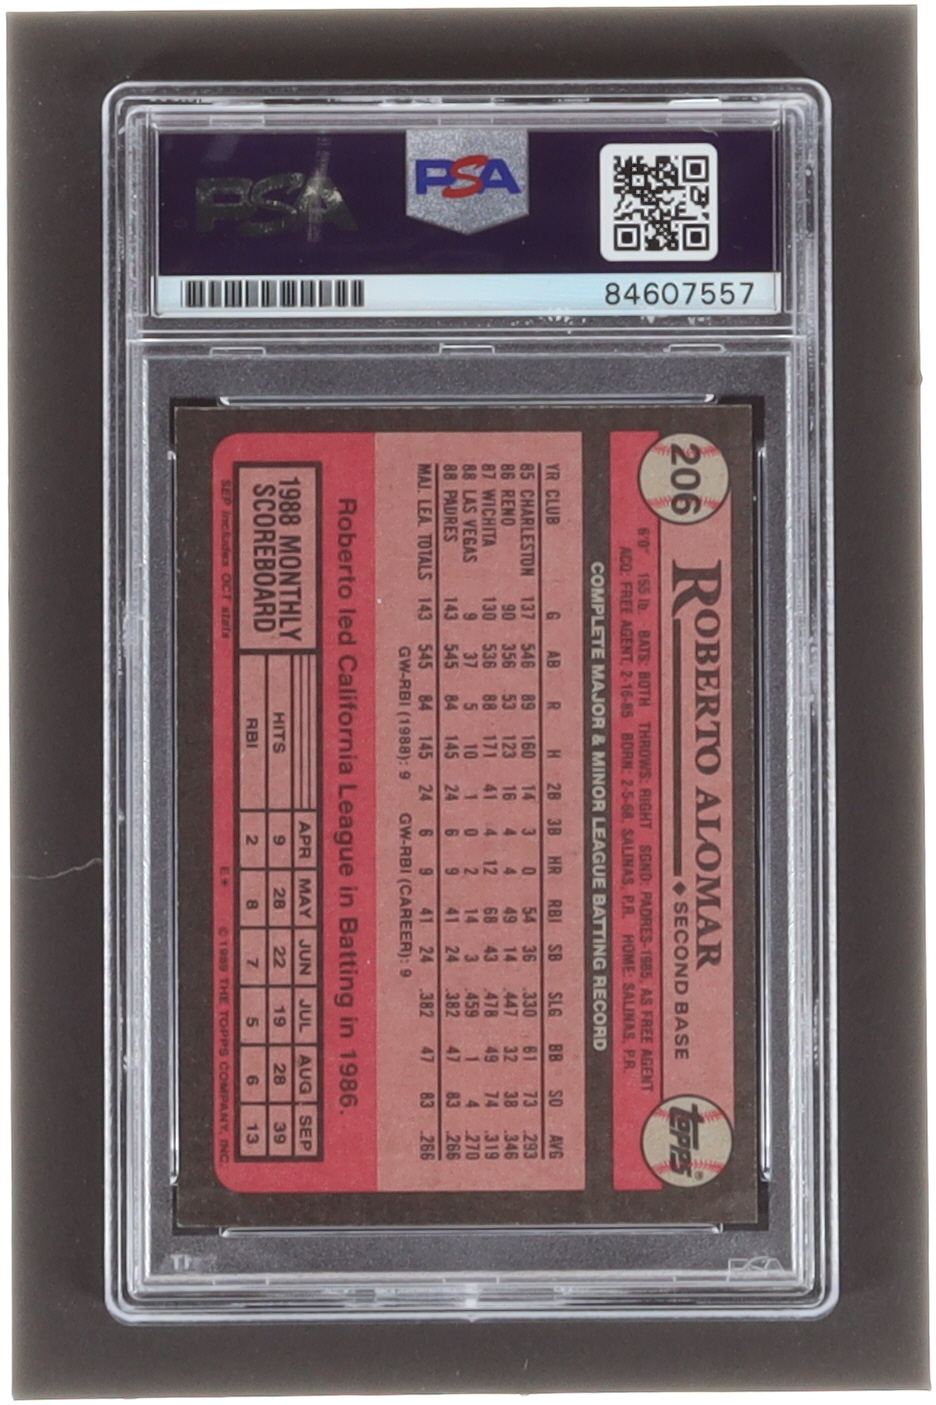 PSA
PSA
84607557
206
ROBERTO ALOMAR ♦ SECOND BASE
6'0" 155 lb. BATS: BOTH THROWS: RIGHT SGND: PADRES-1985, AS FREE AGENT
ACQ: FREE AGENT, 2-16-85 BORN: 2-5-68, SALINAS, P.R. HOME: SALINAS, P.R.
topps®
COMPLETE MAJOR & MINOR LEAGUE BATTING RECORD
YR CLUB G AB R H 2B 3B HR RBI SB SLG BB SO AVG
85 CHARLESTON 137 546 89 160 14 3 0 54 36 .330 61 73 .293
86 RENO 90 356 53 123 16 4 4 49 14 .447 32 38 .346
87 WICHITA 130 536 88 171 41 4 12 68 43 .478 49 74 .319
88 LAS VEGAS 9 37 5 10 1 0 2 14 3 .459 1 4 .270
88 PADRES 143 545 84 145 24 6 9 41 24 .382 47 83 .266
MAJ. LEA. TOTALS 143 545 84 145 24 6 9 41 24 .382 47 83 .266
GW-RBI (1988): 9 GW-RBI (CAREER): 9
Roberto led California League in Batting in 1986.
1988 MONTHLY
SCOREBOARD
APR MAY JUN JUL AUG SEP
HITS 9 28 22 19 28 39
RBI 2 8 7 5 6 13
SEP includes OCT stats E* ©1989 THE TOPPS COMPANY, INC.
PSA